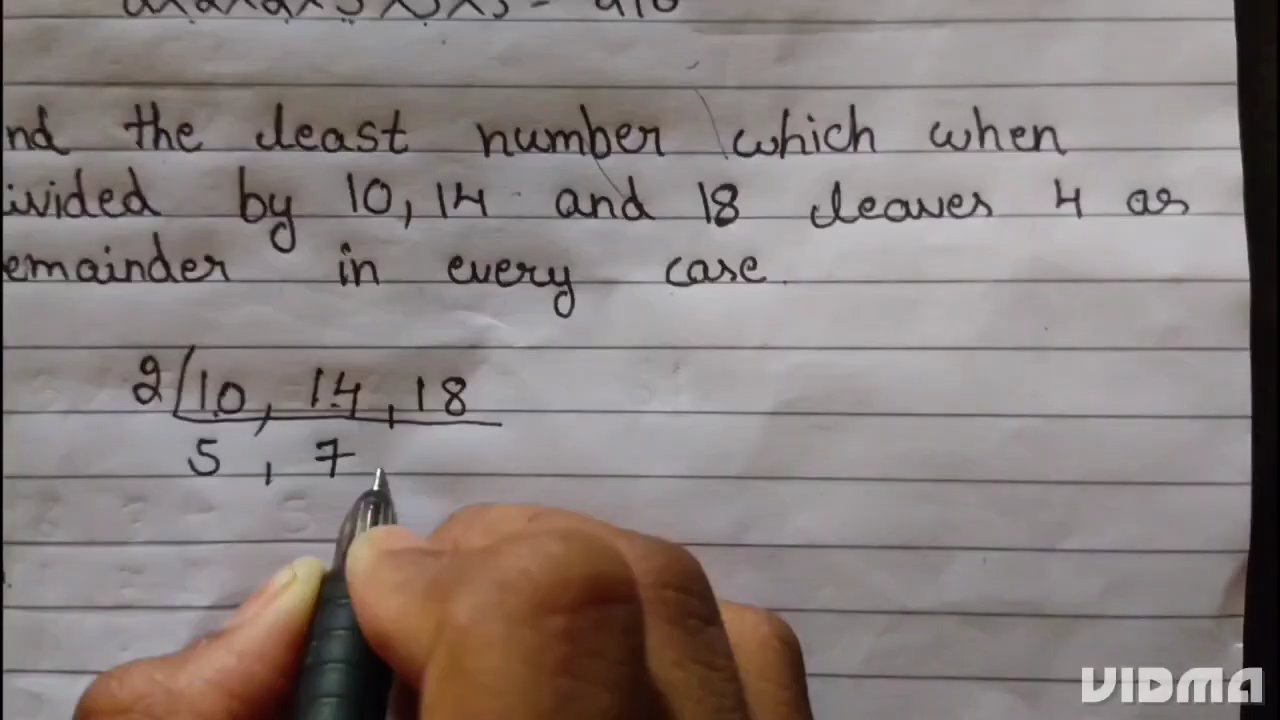 nd the least number which when
ivided by 10, 14 and 18 leaves 4 as
emainder in every case.
2 10, 14, 18
5, 7
VIDMA